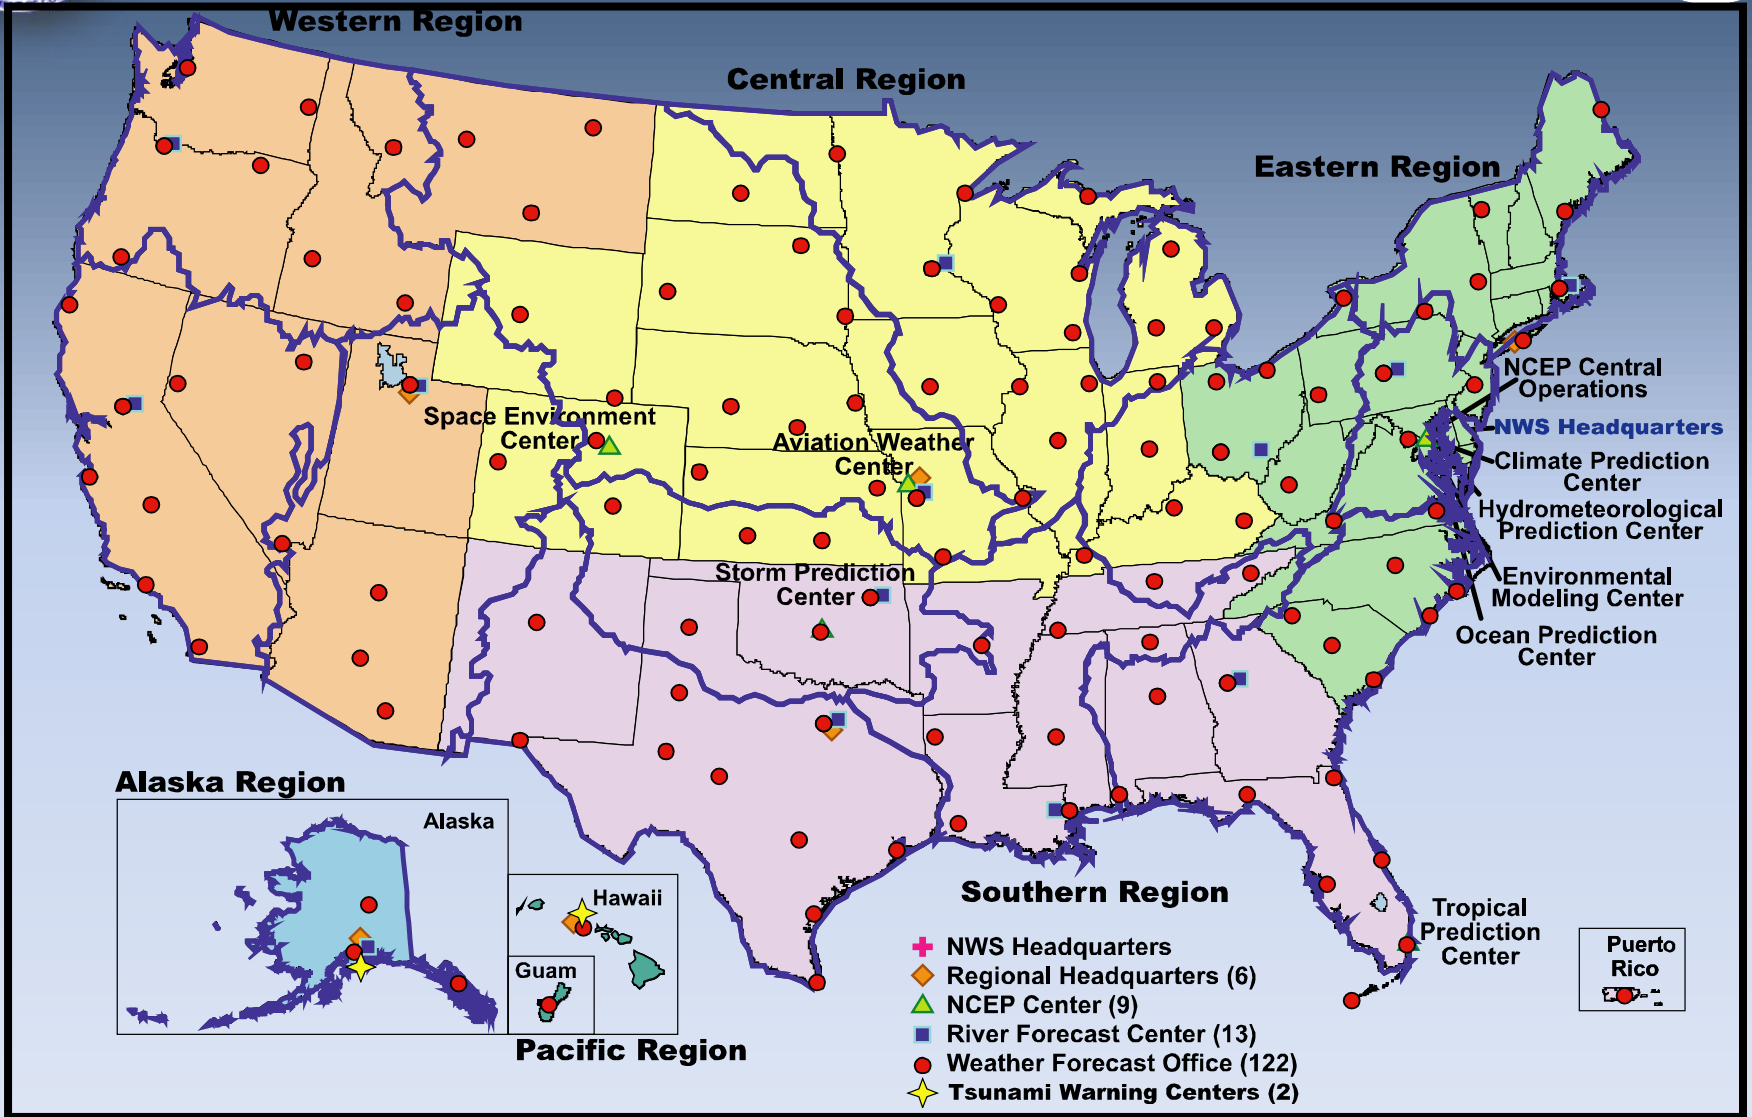 Western Region
Central Region
Eastern Region
NCEP Central
Operations
Space Environment
Center
NWS Headquarters
Aviation Weather
Center
Climate Prediction
Center
Hydrometeorological
Prediction Center
Storm Prediction
Center
Environmental
Modeling Center
Ocean Prediction
Center
Alaska Region
Alaska
Hawaii
Guam
Pacific Region
Southern Region
Tropical
Prediction
Center
Puerto
Rico
NWS Headquarters
Regional Headquarters (6)
NCEP Center (9)
River Forecast Center (13)
Weather Forecast Office (122)
Tsunami Warning Centers (2)